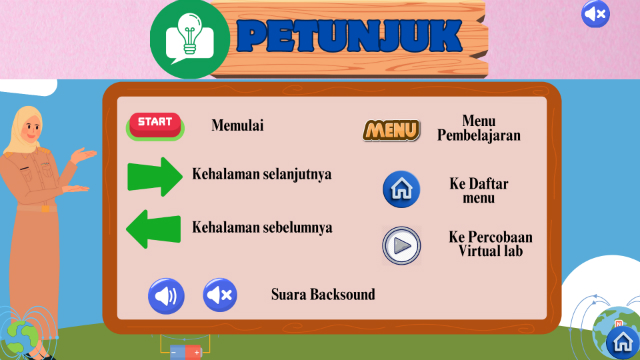 PETUNJUK
START
Memulai
MENU
Menu
Pembelajaran
Kehalaman selanjutnya
Ke Daftar
menu
Kehalaman sebelumnya
Ke Percobaan
Virtual lab
Suara Backsound